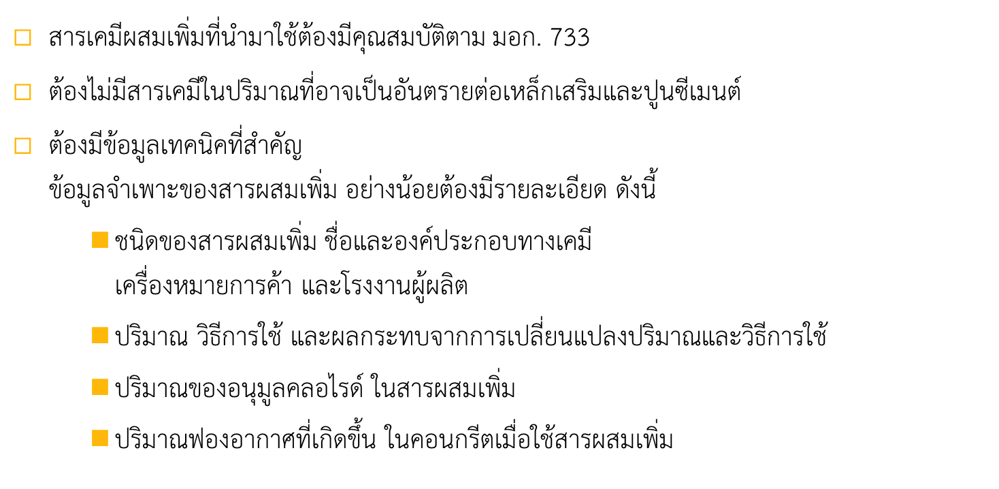 สารเคมีผสมเพิ่มที่นำมาใช้ต้องมีคุณสมบัติตาม มอก. 733
ต้องไม่มีสารเคมีในปริมาณที่อาจเป็นอันตรายต่อเหล็กเสริมและปูนซีเมนต์
ต้องมีข้อมูลเทคนิคที่สำคัญ
ข้อมูลจำเพาะของสารผสมเพิ่ม อย่างน้อยต้องมีรายละเอียด ดังนี้
ชนิดของสารผสมเพิ่ม ชื่อและองค์ประกอบทางเคมี
เครื่องหมายการค้า และโรงงานผู้ผลิต
ปริมาณ วิธีการใช้ และผลกระทบจากการเปลี่ยนแปลงปริมาณและวิธีการใช้
ปริมาณของอนุมูลคลอไรด์ ในสารผสมเพิ่ม
ปริมาณฟองอากาศที่เกิดขึ้น ในคอนกรีตเมื่อใช้สารผสมเพิ่ม